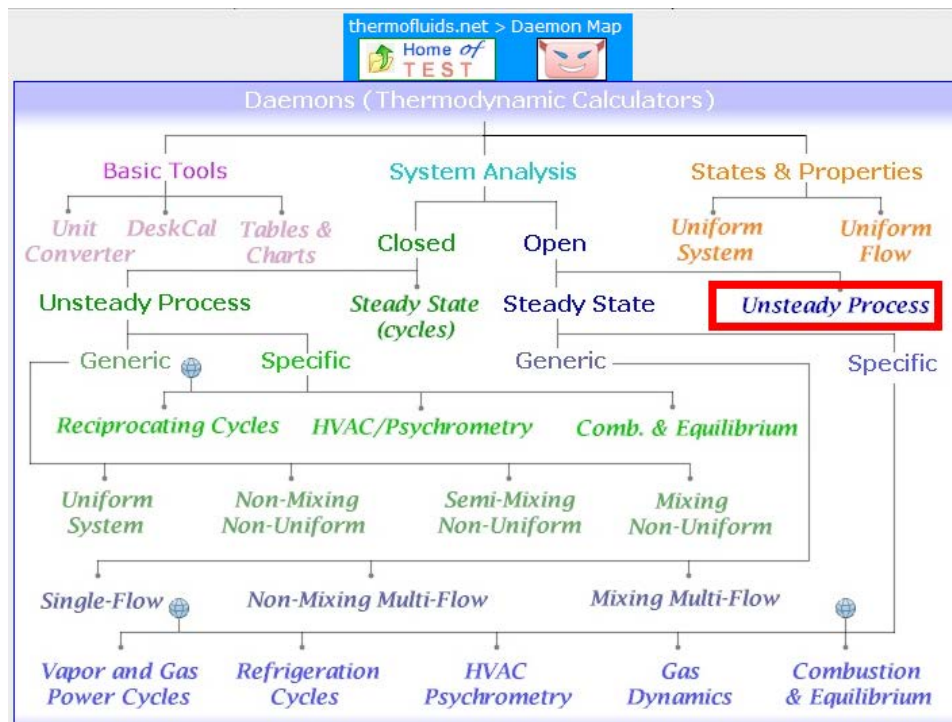 thermofluids.net > Daemon Map
Home of
TEST
Daemons (Thermodynamic Calculators)
Basic Tools
System Analysis
States & Properties
Unit
Converter
DeskCal
Tables &
Charts
Closed
Open
Uniform
System
Uniform
Flow
Unsteady Process
Steady State
(cycles)
Steady State
Unsteady Process
Generic
Specific
Generic
Specific
Reciprocating Cycles
HVAC/Psychrometry
Comb. & Equilibrium
Uniform
System
Non-Mixing
Non-Uniform
Semi-Mixing
Non-Uniform
Mixing
Non-Uniform
Single-Flow
Non-Mixing Multi-Flow
Mixing Multi-Flow
Vapor and Gas
Power Cycles
Refrigeration
Cycles
HVAC
Psychrometry
Gas
Dynamics
Combustion
& Equilibrium